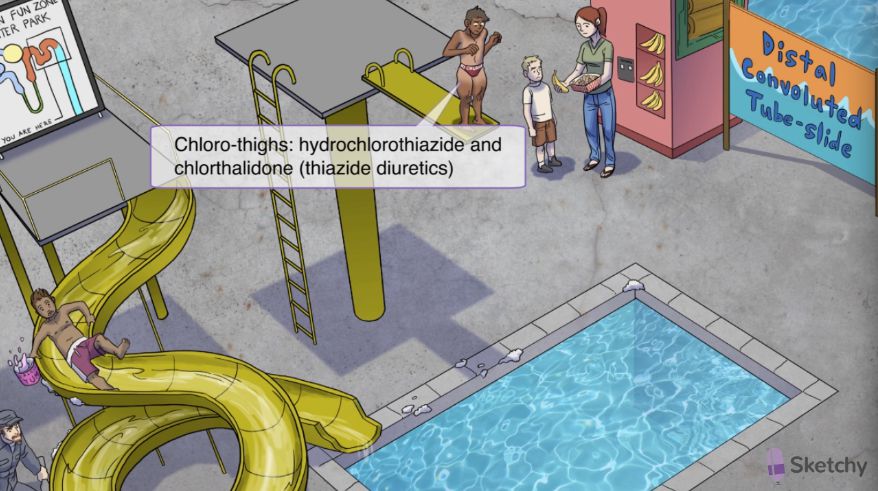 N FUN ZONE
TER PARK
YOU ARE HERE
Chloro-thighs: hydrochlorothiazide and
chlorthalidone (thiazide diuretics)
Distal
Convoluted
Tube-slide
Sketchy